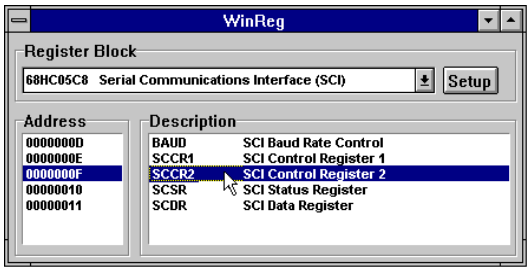 WinReg
Register Block
68HC05C8 Serial Communications Interface (SCI)
Setup
Address Description
0000000D BAUD SCI Baud Rate Control
0000000E SCCR1 SCI Control Register 1
0000000F SCCR2 SCI Control Register 2
00000010 SCSR SCI Status Register
00000011 SCDR SCI Data Register